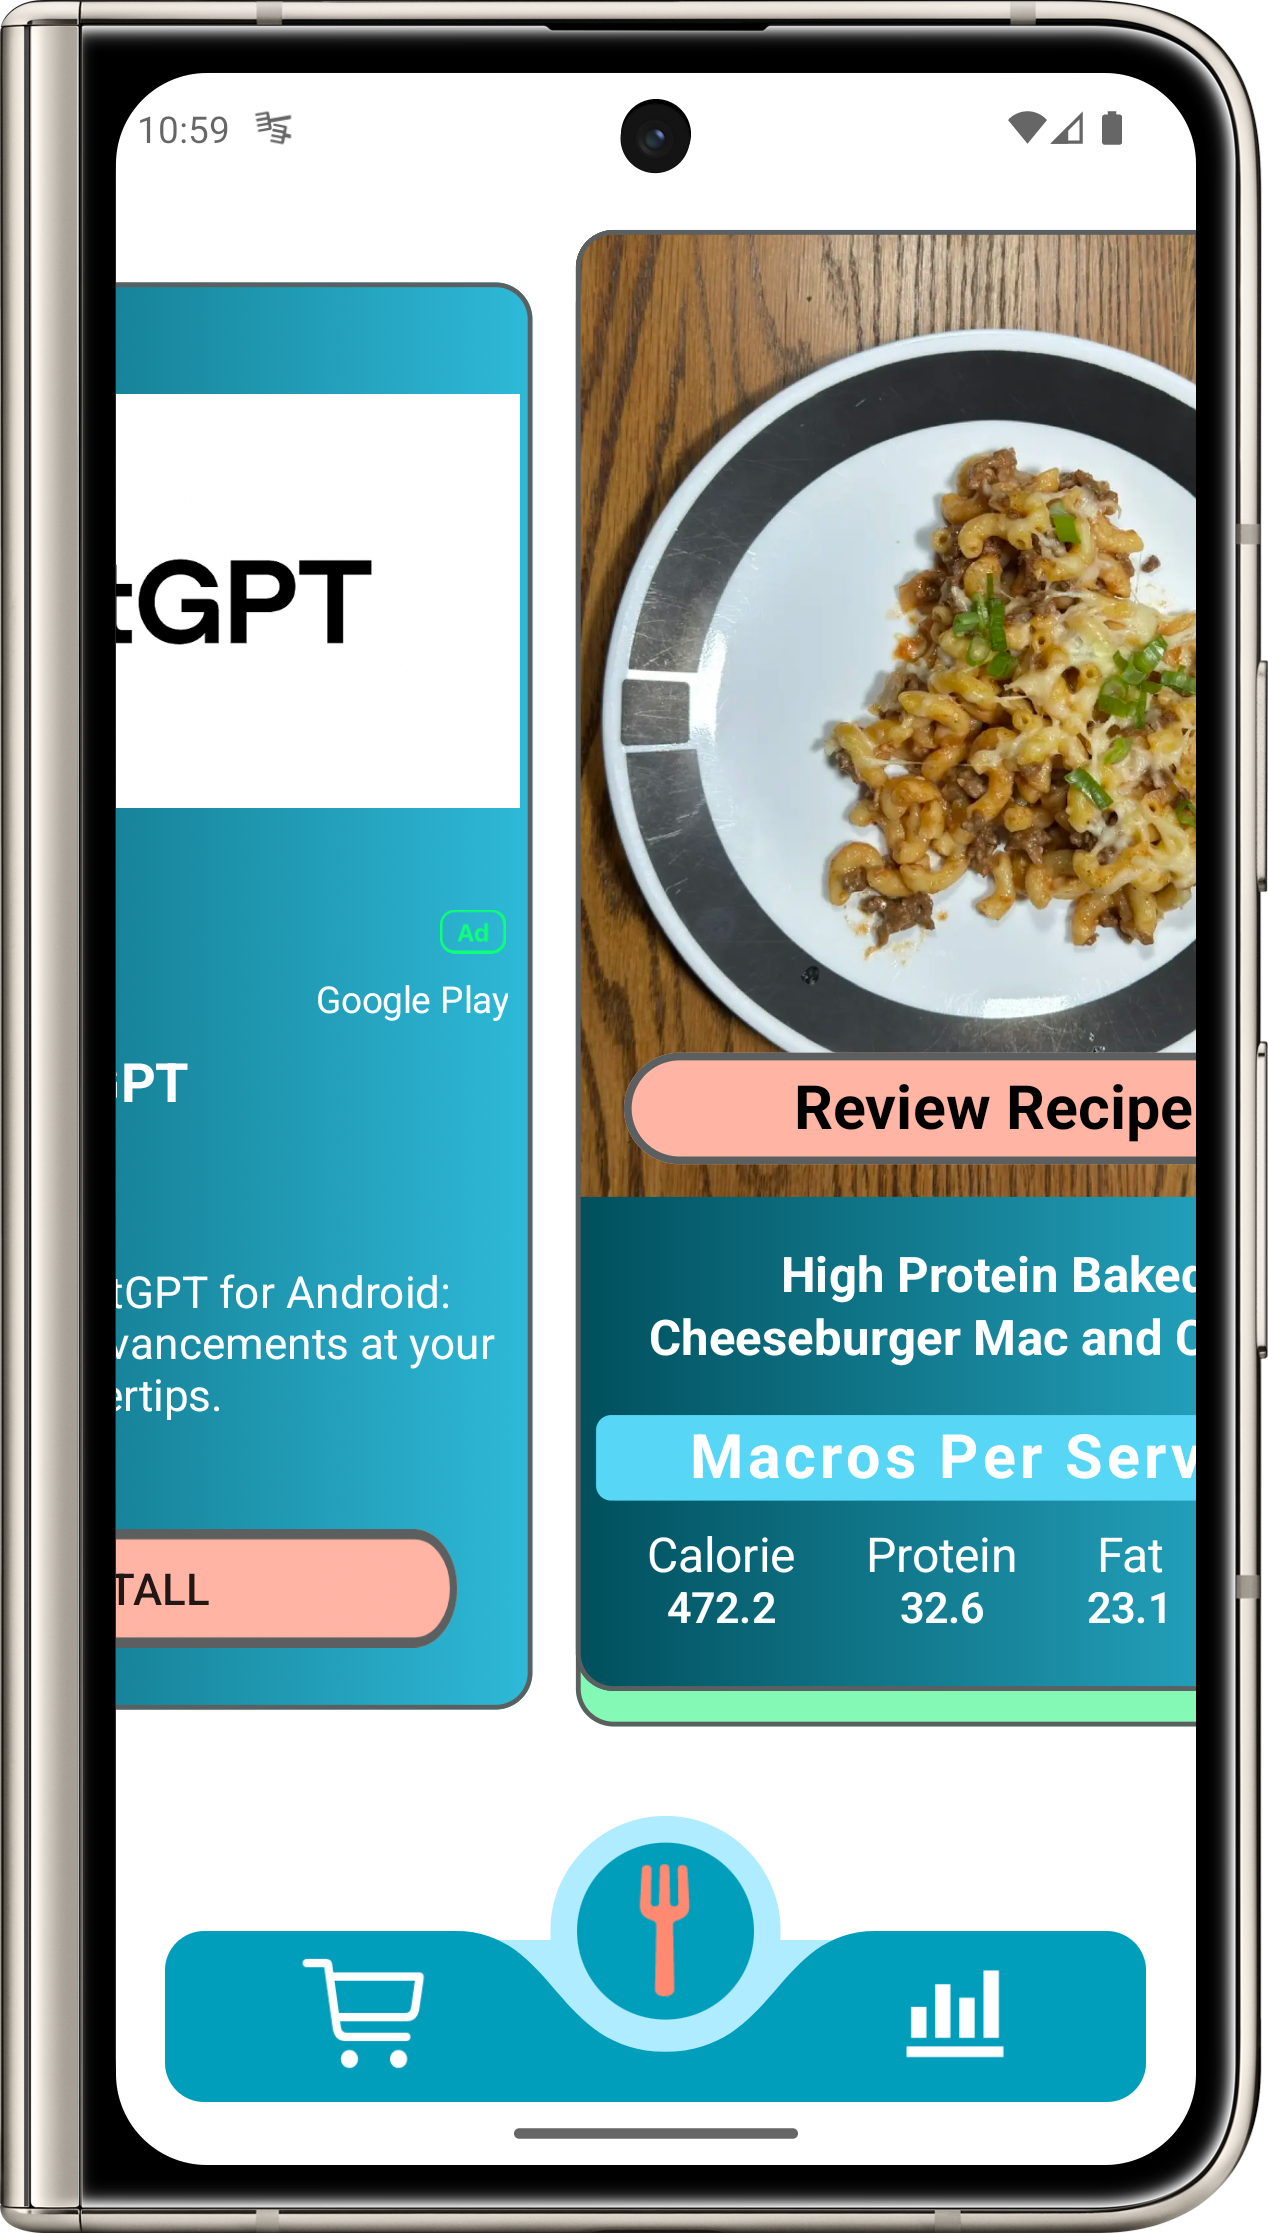 10:59
tGPT
Ad
Google Play
GPT
tGPT for Android:
vancements at your
ertips.
TALL
Review Recipe
High Protein Baked
Cheeseburger Mac and C
Macros Per Serv
Calorie Protein Fat
472.2 32.6 23.1